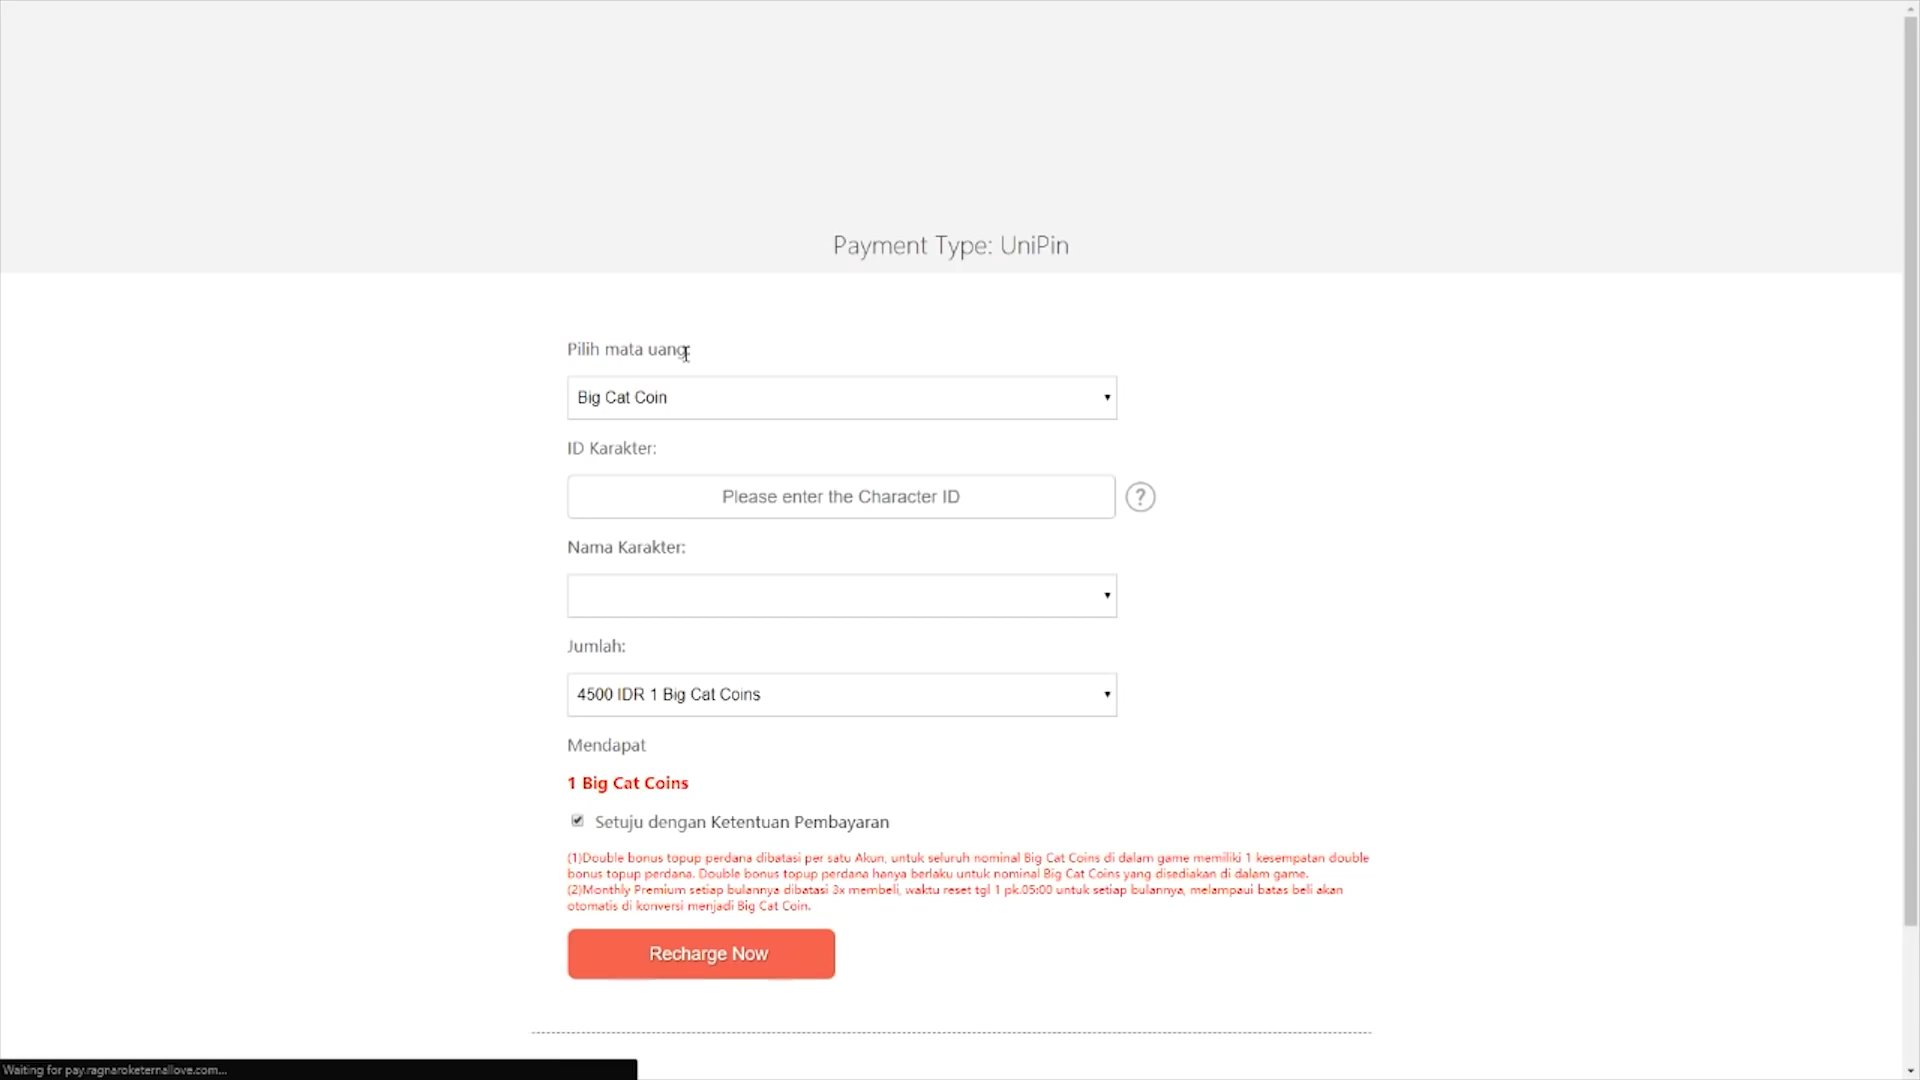 Payment Type: UniPin
Pilih mata uang:
Big Cat Coin
ID Karakter:
Please enter the Character ID
?
Nama Karakter:
Jumlah:
4500 IDR 1 Big Cat Coins
Mendapat
1 Big Cat Coins
Setuju dengan Ketentuan Pembayaran
(1)Double bonus topup perdana dibatasi per satu Akun, untuk seluruh nominal Big Cat Coins di dalam game memiliki 1 kesempatan double
bonus topup perdana. Double bonus topup perdana hanya berlaku untuk nominal Big Cat Coins yang disediakan di dalam game.
(2)Monthly Premium setiap bulannya dibatasi 3x membeli, waktu reset tgl 1 pk.05:00 untuk setiap bulannya, melampaui batas beli akan
otomatis di konversi menjadi Big Cat Coin.
Recharge Now
Waiting for pay.ragnaroketernallove.com...